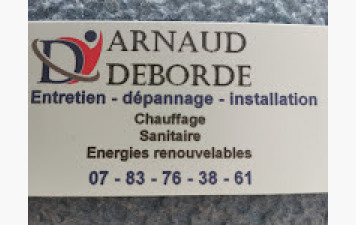 ARNAUD
DEBORDE
Entretien - dépannage - installation
Chauffage
Sanitaire
Energies renouvelables
07 - 83 - 76 - 38 - 61